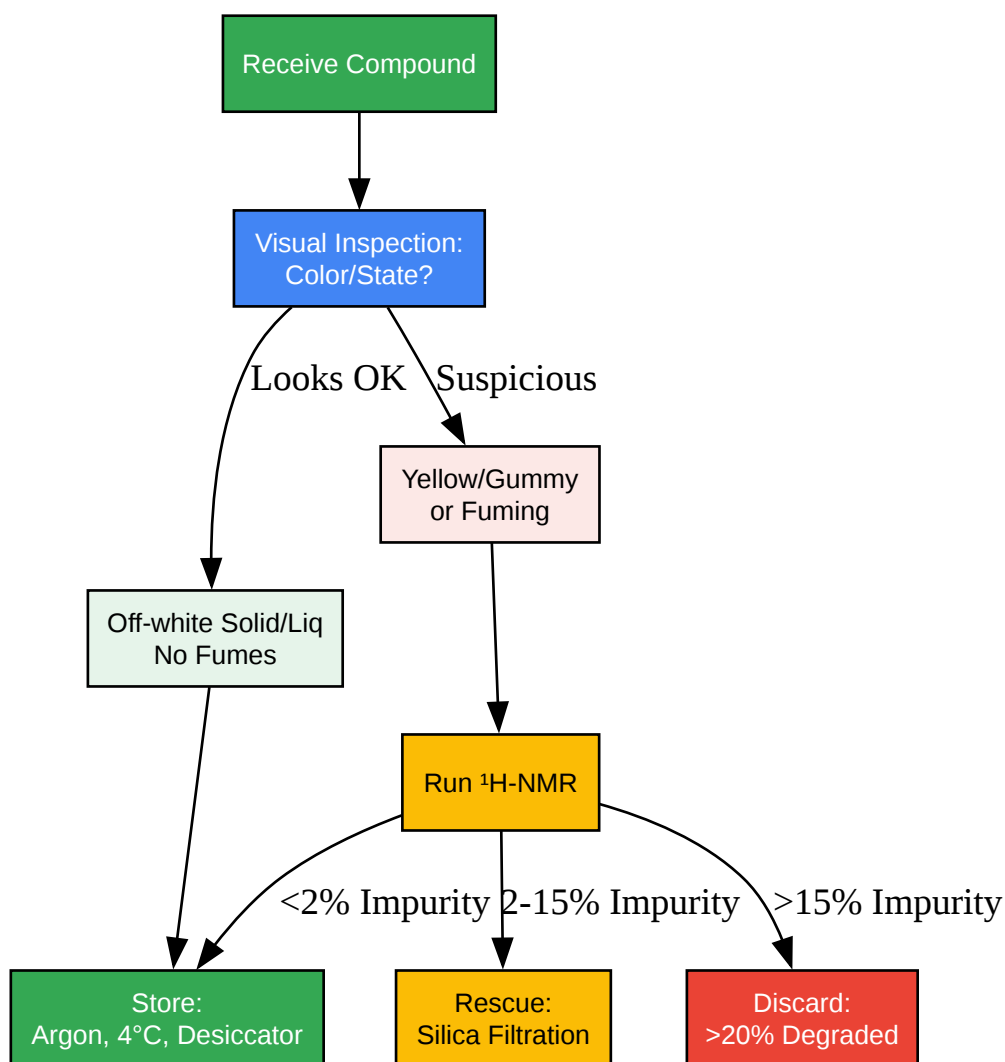 Receive Compound
Visual Inspection:
Color/State?
Looks OK
Suspicious
Yellow/Gummy
or Fuming
Off-white Solid/Liq
No Fumes
Run ¹H-NMR
<2% Impurity
2-15% Impurity
>15% Impurity
Store:
Argon, 4°C, Desiccator
Rescue:
Silica Filtration
Discard:
>20% Degraded